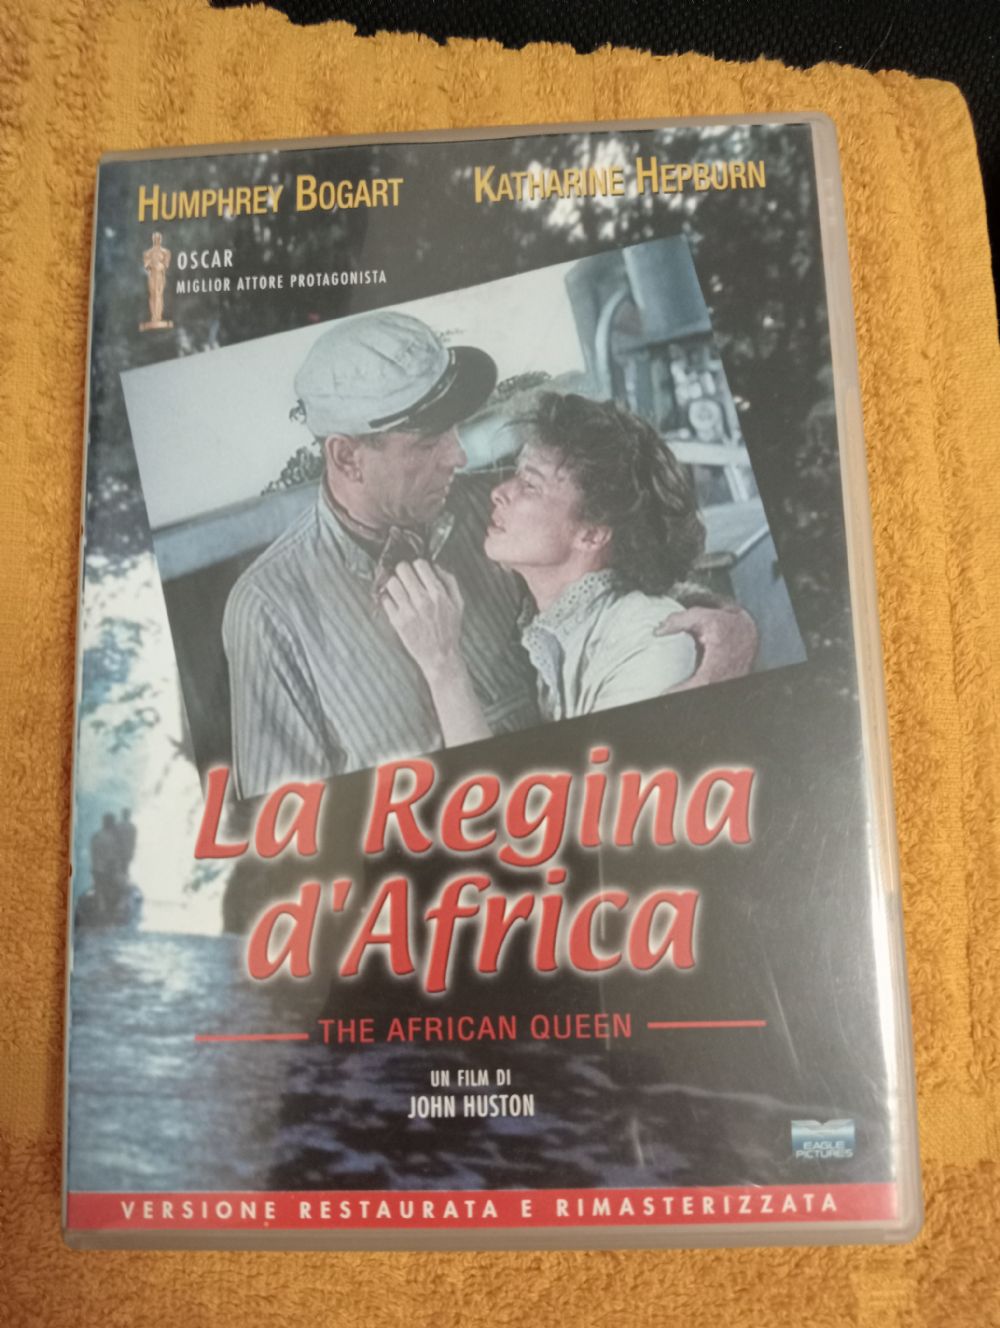 HUMPHREY BOGART
KATHARINE HEPBURN
OSCAR
MIGLIOR ATTORE PROTAGONISTA
La Regina
d'Africa
THE AFRICAN QUEEN
UN FILM DI
JOHN HUSTON
EAGLE
PICTURES
VERSIONE RESTAURATA E RIMASTERIZZATA